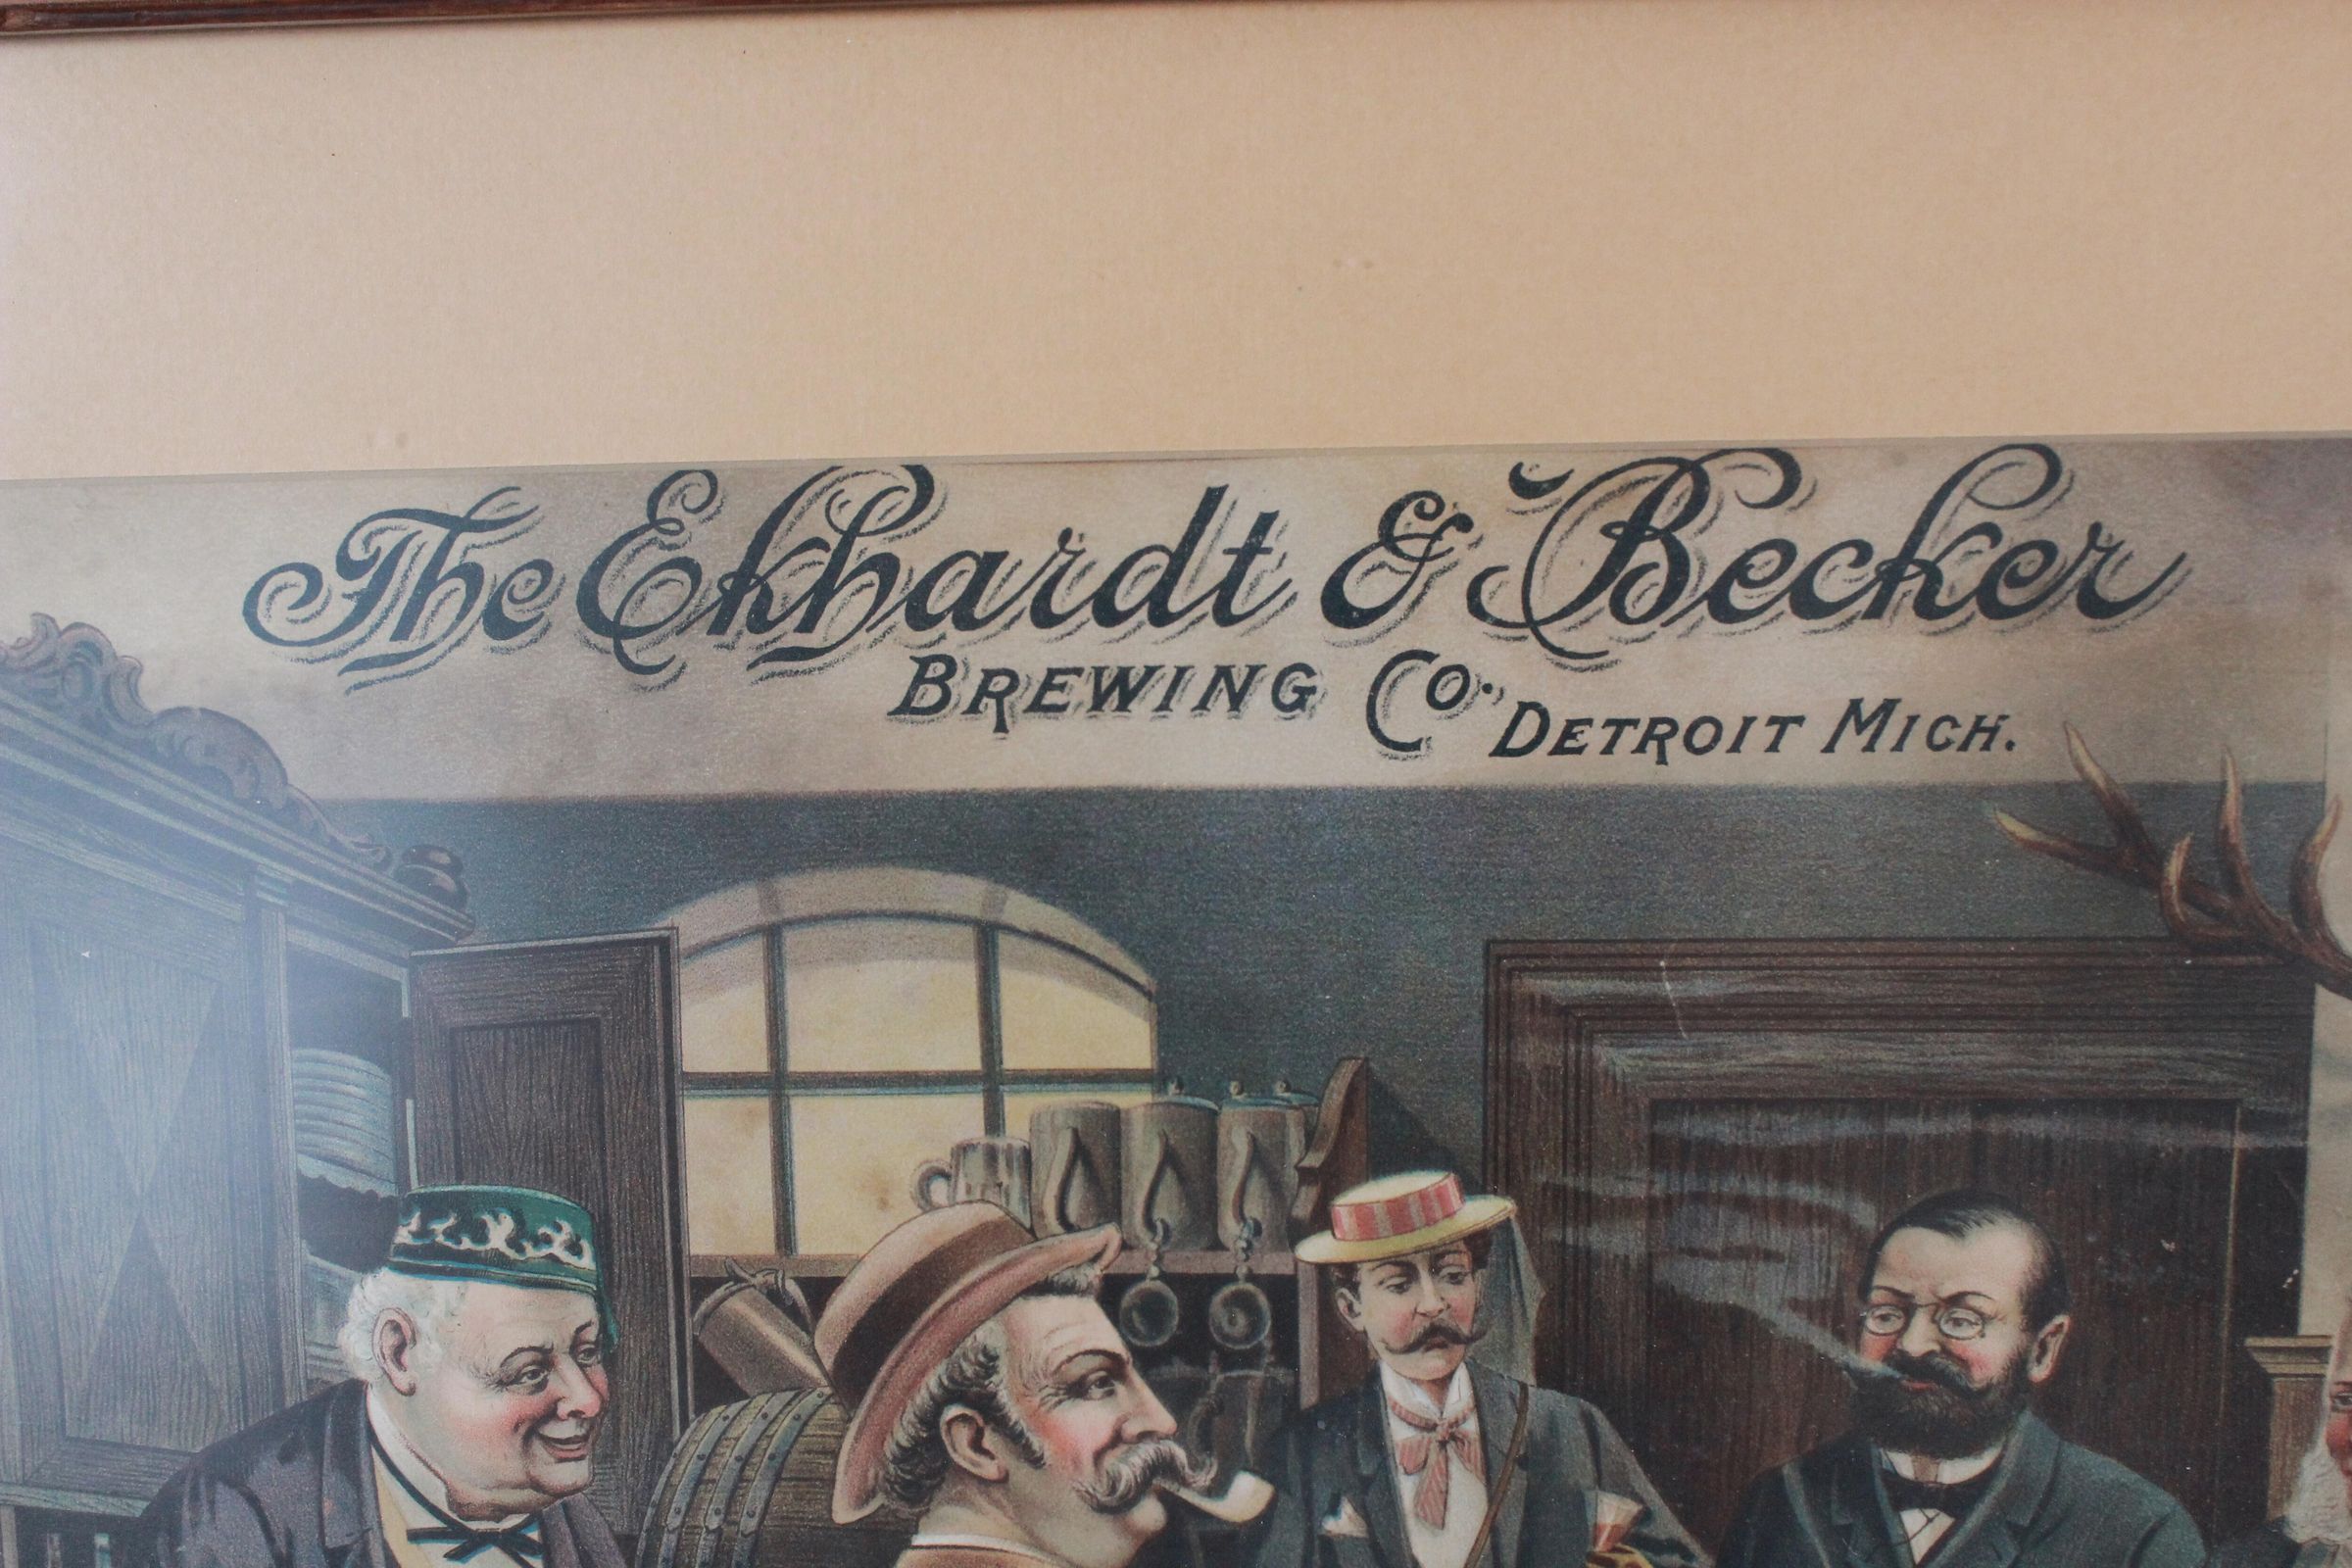 The Ekhardt & Becker
BREWING CO. DETROIT MICH.